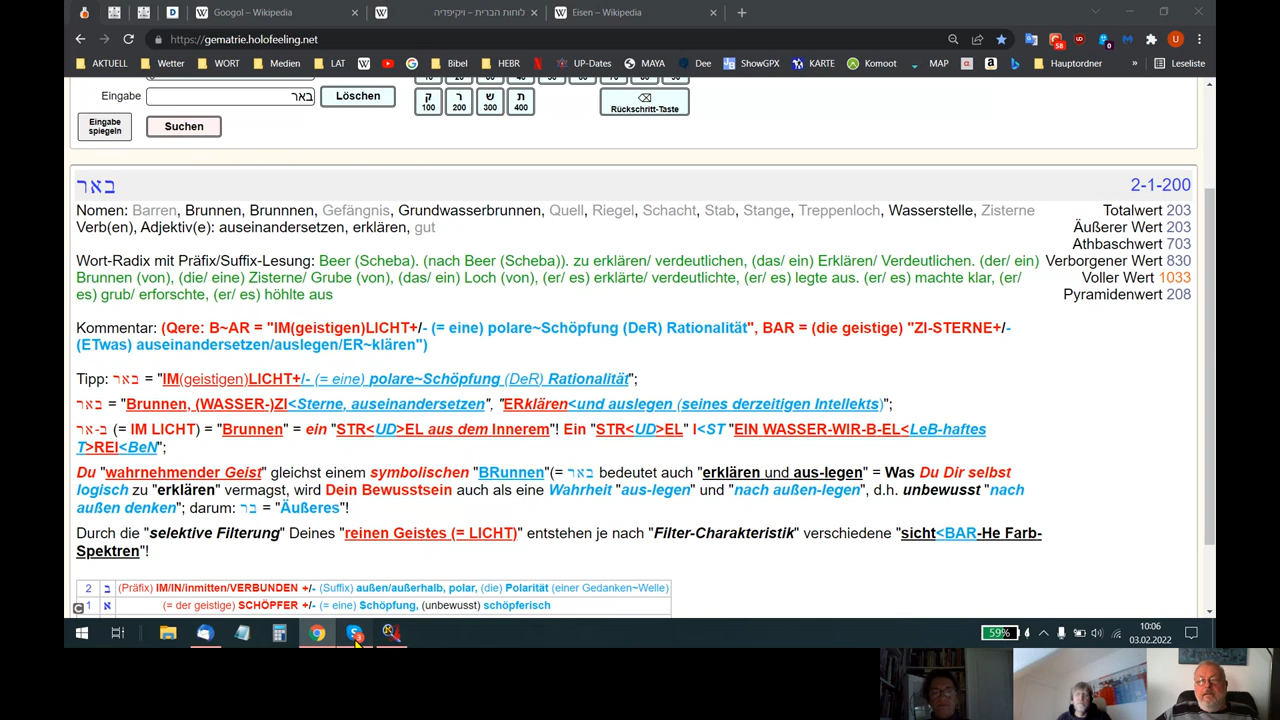 Googol – Wikipedia × לוחות הברית – ויקיפדיה × Eisen – Wikipedia × +
https://gematrie.holofeeling.net
AKTUELL Wetter WORT Medien LAT Bibel HEBR UP-Dates MAYA Dee ShowGPX KARTE Komoot MAP Hauptordner » Leseliste
Eingabe באר Löschen
ק ר ש ת
100 200 300 400 Rückschritt-Taste
Eingabe spiegeln Suchen
באר 2-1-200
Nomen: Barren, Brunnen, Brunnnen, Gefängnis, Grundwasserbrunnen, Quell, Riegel, Schacht, Stab, Stange, Treppenloch, Wasserstelle, Zisterne
Totalwert 203
Verb(en), Adjektiv(e): auseinandersetzen, erklären, gut
Äußerer Wert 203
Athbaschwert 703
Verborgener Wert 830
Voller Wert 1033
Pyramidenwert 208
Wort-Radix mit Präfix/Suffix-Lesung: Beer (Scheba). (nach Beer (Scheba)). zu erklären/ verdeutlichen, (das/ ein) Erklären/ Verdeutlichen. (der/ ein)
Brunnen (von), (die/ eine) Zisterne/ Grube (von), (das/ ein) Loch (von), (er/ es) erklärte/ verdeutlichte, (er/ es) legte aus. (er/ es) machte klar, (er/
es) grub/ erforschte, (er/ es) höhlte aus
Kommentar: (Qere: B~AR = "IM(geistigen)LICHT+/- (= eine) polare~Schöpfung (DeR) Rationalität", BAR = (die geistige) "ZI-STERNE+/-
(ETwas) auseinandersetzen/auslegen/ER~klären")
Tipp: באר = "IM(geistigen)LICHT+/- (= eine) polare~Schöpfung (DeR) Rationalität";
באר = "Brunnen, (WASSER-)ZI<Sterne, auseinandersetzen", "ERklären<und auslegen (seines derzeitigen Intellekts)";
ב-אר (= IM LICHT) = "Brunnen" = ein "STR<UD>EL aus dem Innerem"! Ein "STR<UD>EL" I<ST "EIN WASSER-WIR-B-EL<LeB-haftes
T>REI<BeN";
Du "wahrnehmender Geist" gleichst einem symbolischen "BRunnen"(= באר bedeutet auch "erklären und aus-legen" = Was Du Dir selbst
logisch zu "erklären" vermagst, wird Dein Bewusstsein auch als eine Wahrheit "aus-legen" und "nach außen-legen", d.h. unbewusst "nach
außen denken"; darum: בר = "Äußeres"!
Durch die "selektive Filterung" Deines "reinen Geistes (= LICHT)" entstehen je nach "Filter-Charakteristik" verschiedene "sicht<BAR-He Farb-
Spektren"!
2 ב (Präfix) IM/IN/inmitten/VERBUNDEN +/- (Suffix) außen/außerhalb, polar, (die) Polarität (einer Gedanken~Welle)
1 א (= der geistige) SCHÖPFER +/- (= eine) Schöpfung, (unbewusst) schöpferisch
59% 10:06
03.02.2022